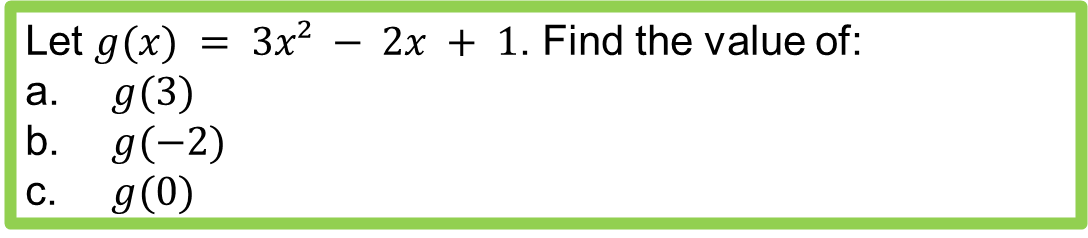 Let g(x) = 3x² − 2x + 1. Find the value of:
a. g(3)
b. g(−2)
c. g(0)